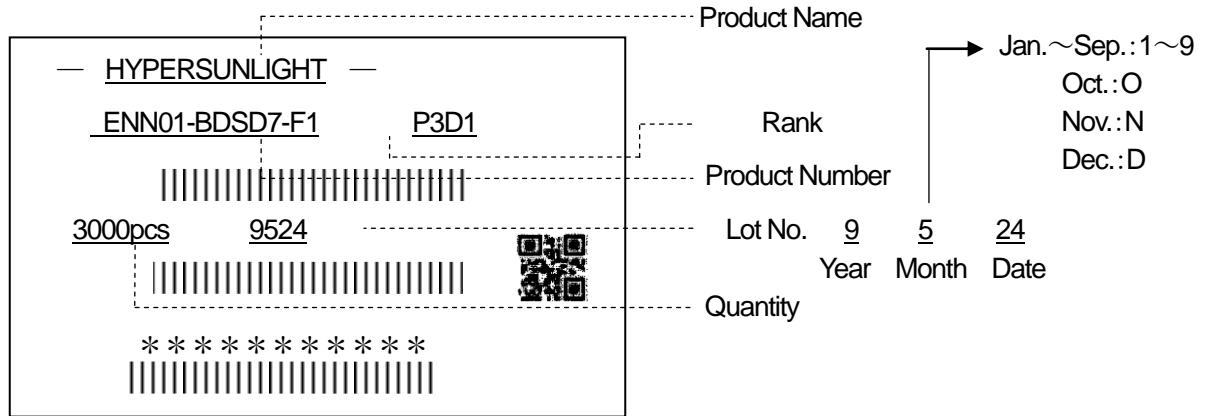 Product Name
— HYPERSUNLIGHT —
Jan.～Sep.:1～9
Oct.:O
Nov.:N
Dec.:D
ENN01-BDSD7-F1 P3D1
Rank
Product Number
3000pcs 9524
Lot No. 9 5 24
Year Month Date
Quantity
＊＊＊＊＊＊＊＊＊＊＊